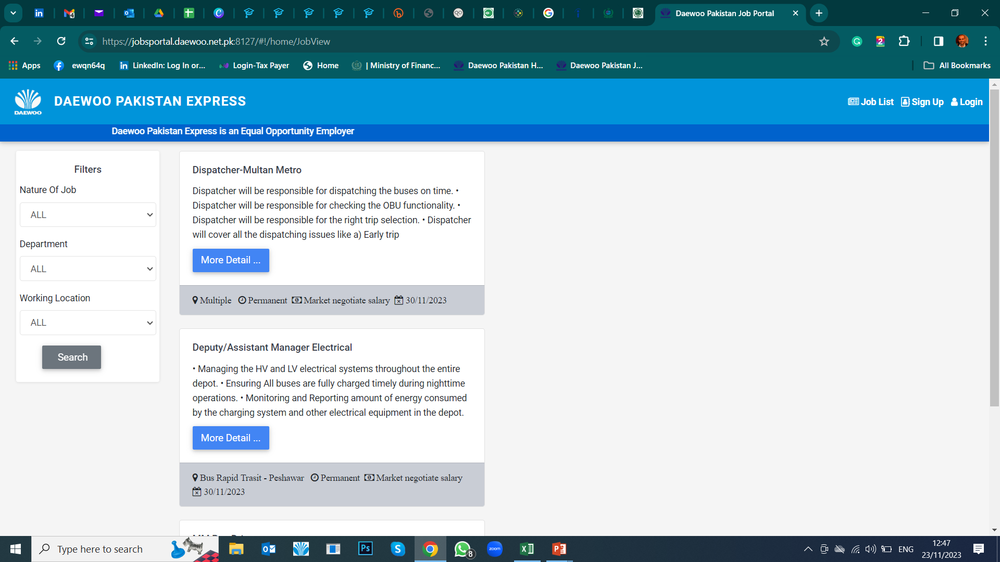 4
Daewoo Pakistan Job Portal
https://jobsportal.daewoo.net.pk:8127/#!/home/JobView
2
Apps
ewqn64q
LinkedIn: Log In or...
Login-Tax Payer
Home
| Ministry of Financ...
Daewoo Pakistan H...
Daewoo Pakistan J...
All Bookmarks
DAEWOO
DAEWOO PAKISTAN EXPRESS
Job List
Sign Up
Login
Daewoo Pakistan Express is an Equal Opportunity Employer
Filters
Nature Of Job
ALL
Department
ALL
Working Location
ALL
Search
Dispatcher-Multan Metro
Dispatcher will be responsible for dispatching the buses on time. •
Dispatcher will be responsible for checking the OBU functionality. •
Dispatcher will be responsible for the right trip selection. • Dispatcher
will cover all the dispatching issues like a) Early trip
More Detail ...
Multiple Permanent Market negotiate salary 30/11/2023
Deputy/Assistant Manager Electrical
• Managing the HV and LV electrical systems throughout the entire
depot. • Ensuring All buses are fully charged timely during nighttime
operations. • Monitoring and Reporting amount of energy consumed
by the charging system and other electrical equipment in the depot.
More Detail ...
Bus Rapid Trasit - Peshawar Permanent Market negotiate salary
30/11/2023
Type here to search
Ps
8
zoom
ENG
12:47
23/11/2023